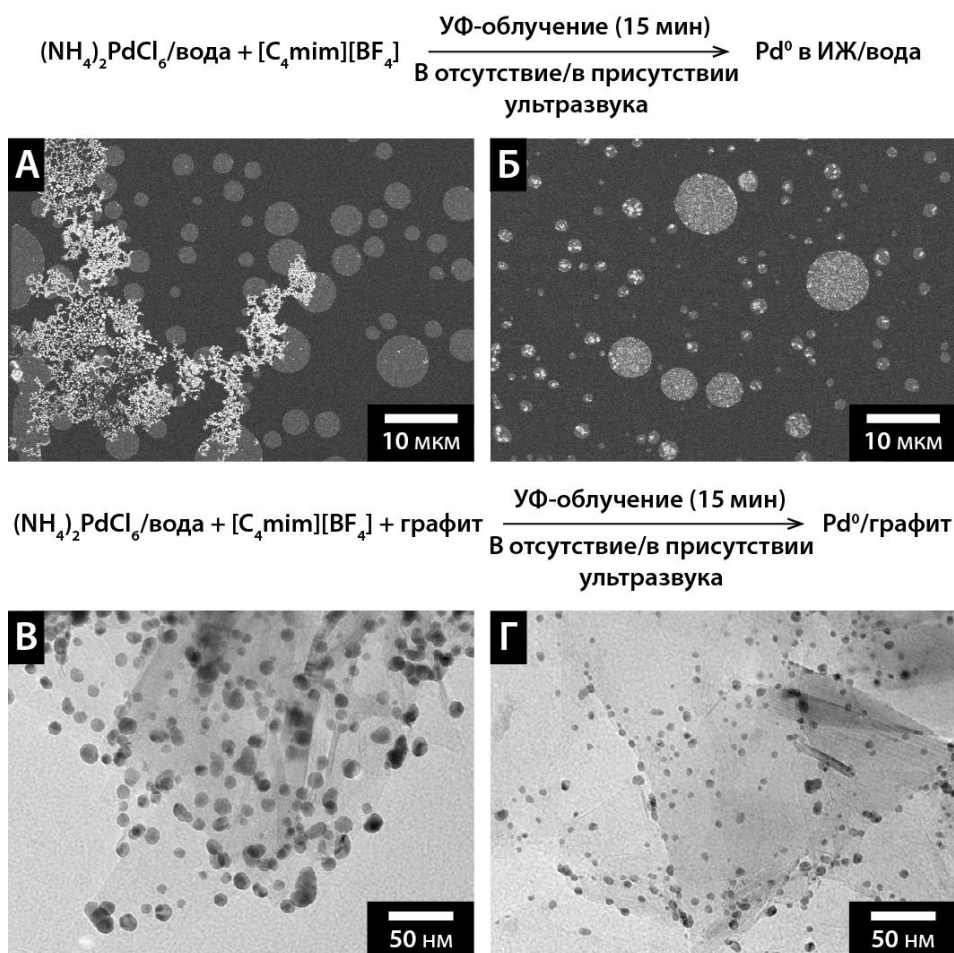 (NH₄)₂PdCl₆/вода + [C₄mim][BF₄]
УФ-облучение (15 мин)
В отсутствие/в присутствии
ультразвука
Pd⁰ в ИЖ/вода
А
10 мкм
Б
10 мкм
(NH₄)₂PdCl₆/вода + [C₄mim][BF₄] + графит
УФ-облучение (15 мин)
В отсутствие/в присутствии
ультразвука
Pd⁰/графит
В
50 нм
Г
50 нм